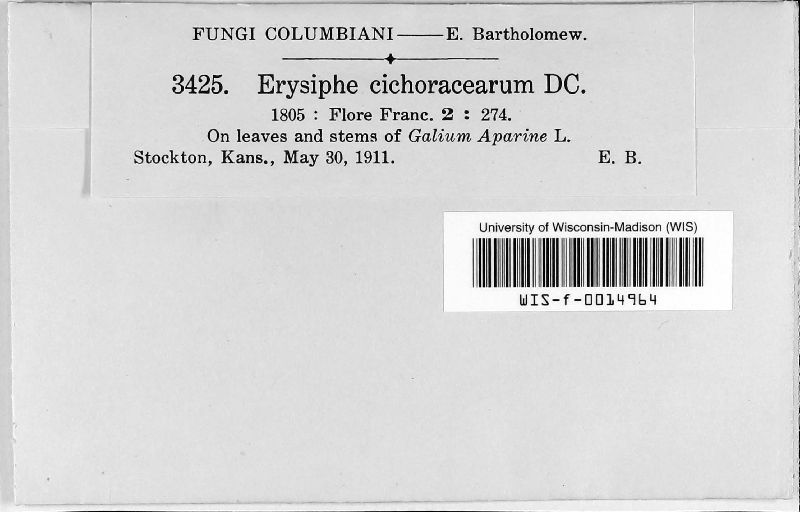 FUNGI COLUMBIANI——E. Bartholomew.
3425. Erysiphe cichoracearum DC.
1805 : Flore Franc. 2 : 274.
On leaves and stems of Galium Aparine L.
Stockton, Kans., May 30, 1911. E. B.
University of Wisconsin-Madison (WIS)
WIS-f-0014964